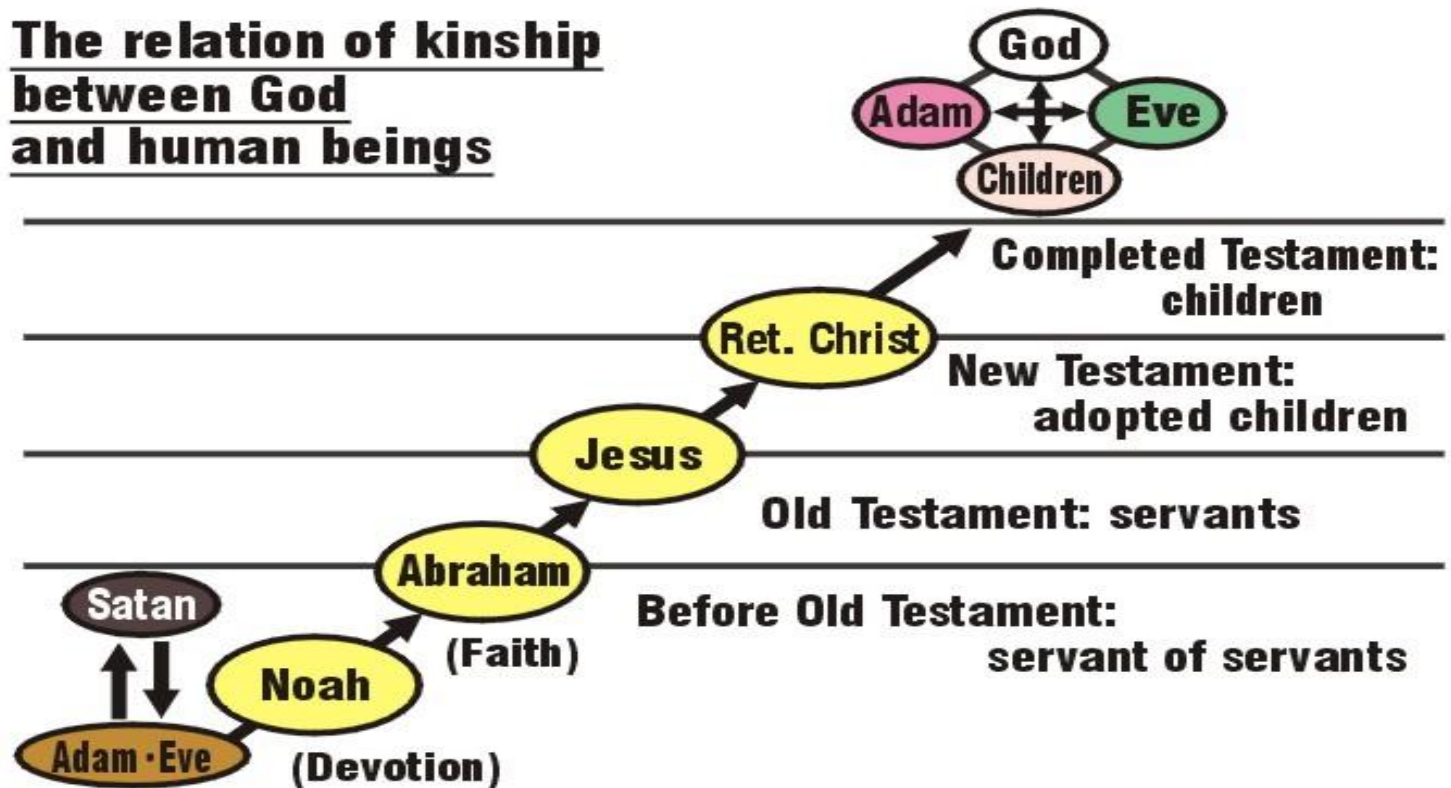 The relation of kinship
between God
and human beings
God
Adam
Eve
Children
Completed Testament:
children
Ret. Christ
New Testament:
adopted children
Jesus
Old Testament: servants
Abraham
(Faith)
Before Old Testament:
servant of servants
Satan
Noah
(Devotion)
Adam · Eve